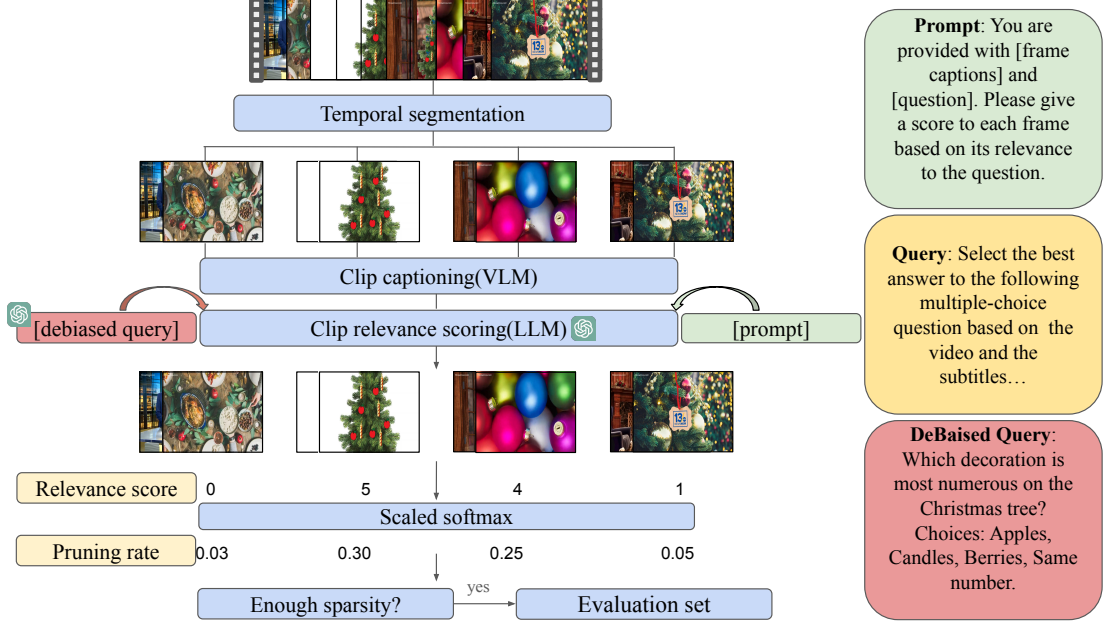 Temporal segmentation
Clip captioning(VLM)
[debiased query]
Clip relevance scoring(LLM)
[prompt]
Relevance score
0
5
4
1
Scaled softmax
Pruning rate
0.03
0.30
0.25
0.05
Enough sparsity?
yes
Evaluation set
Prompt: You are
provided with [frame
captions] and
[question]. Please give
a score to each frame
based on its relevance
to the question.
Query: Select the best
answer to the following
multiple-choice
question based on the
video and the
subtitles…
DeBaised Query:
Which decoration is
most numerous on the
Christmas tree?
Choices: Apples,
Candles, Berries, Same
number.